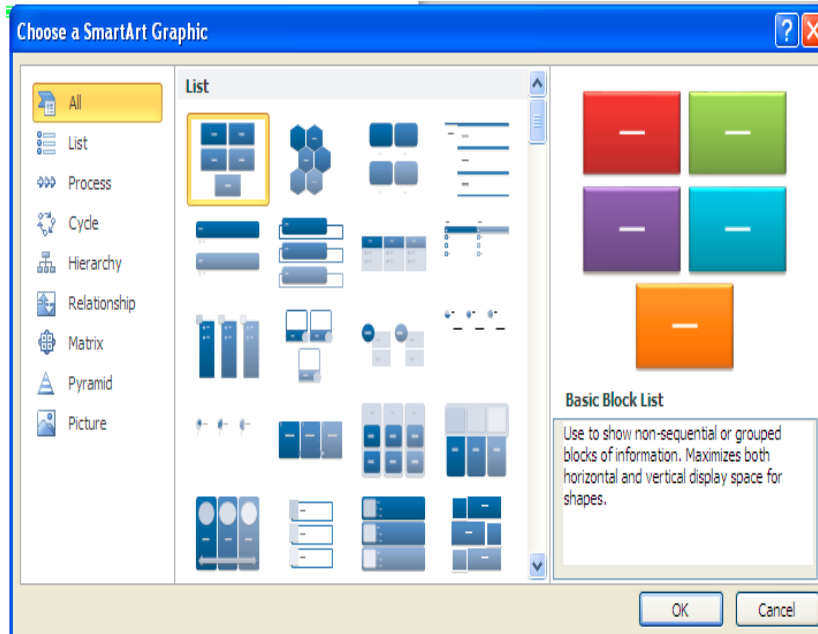 Choose a SmartArt Graphic
All
List
Process
Cycle
Hierarchy
Relationship
Matrix
Pyramid
Picture
List
Basic Block List
Use to show non-sequential or grouped
blocks of information. Maximizes both
horizontal and vertical display space for
shapes.
OK
Cancel